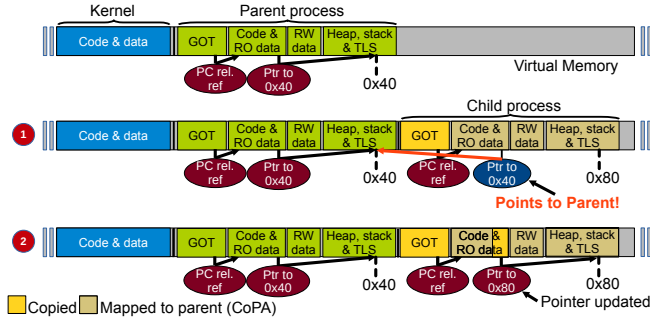 Kernel
Parent process
Code & data
GOT
Code &
RO data
RW
data
Heap, stack
& TLS
PC rel.
ref
Ptr to
0x40
0x40
Virtual Memory
Child process
1
Code & data
GOT
Code &
RO data
RW
data
Heap, stack
& TLS
GOT
Code &
RO data
RW
data
Heap, stack
& TLS
PC rel.
ref
Ptr to
0x40
0x40
PC rel.
ref
Ptr to
0x40
0x80
Points to Parent!
2
Code & data
GOT
Code &
RO data
RW
data
Heap, stack
& TLS
GOT
Code &
RO data
RW
data
Heap, stack
& TLS
PC rel.
ref
Ptr to
0x40
0x40
PC rel.
ref
Ptr to
0x80
0x80
Copied
Mapped to parent (CoPA)
Pointer updated